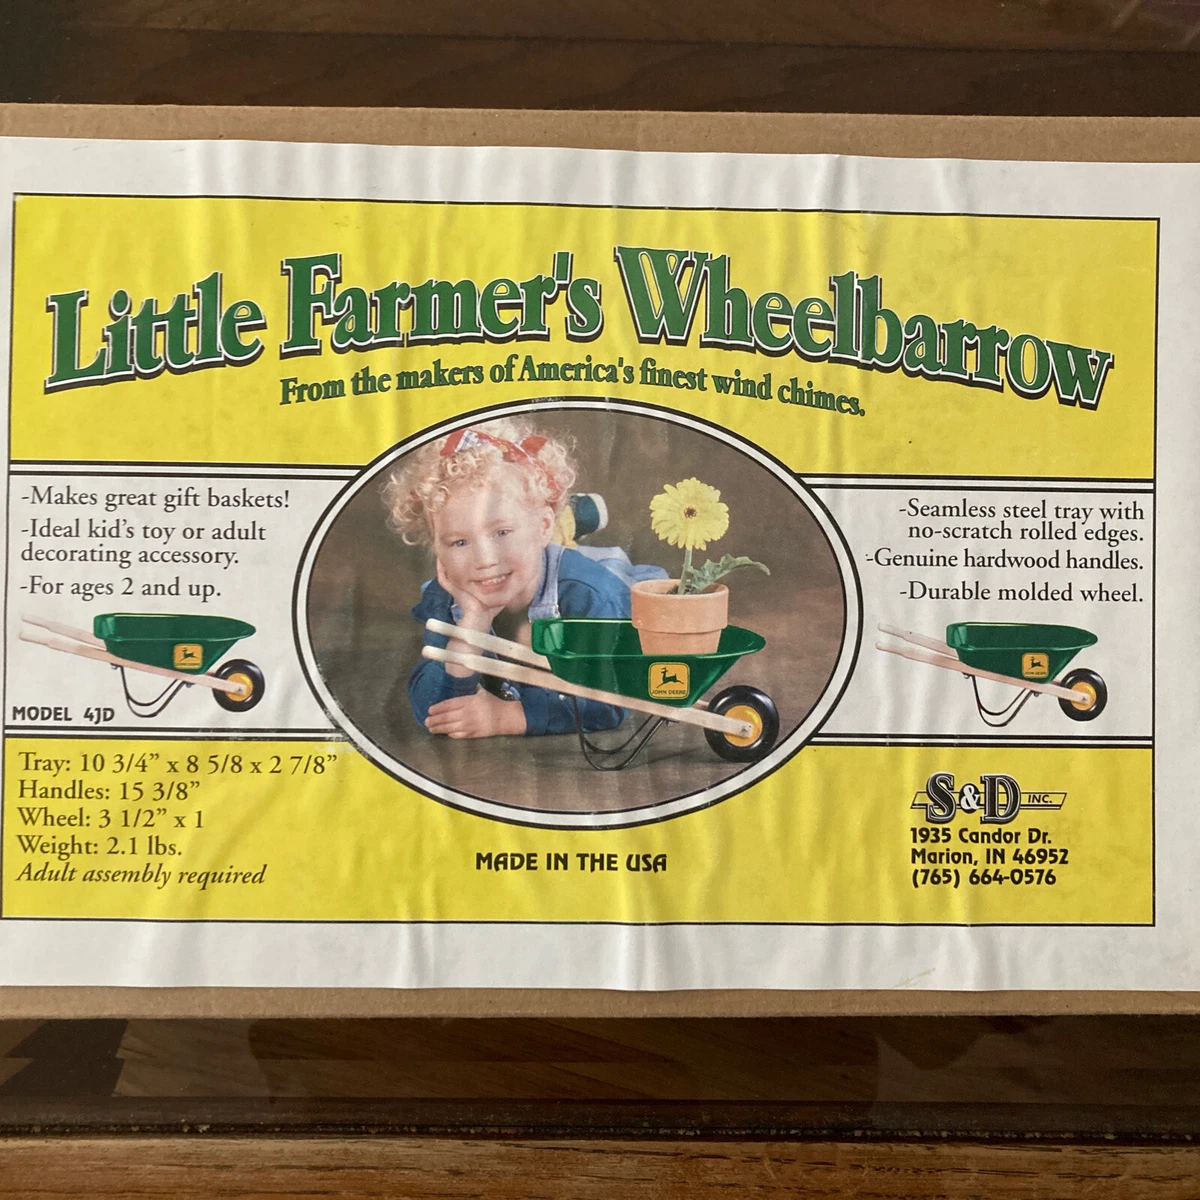 Little Farmer's Wheelbarrow
From the makers of America's finest wind chimes.
-Makes great gift baskets!
-Ideal kid's toy or adult
decorating accessory.
-For ages 2 and up.
MODEL 4JD
-Seamless steel tray with
no-scratch rolled edges.
-Genuine hardwood handles.
-Durable molded wheel.
JOHN DEERE
Tray: 10 3/4” x 8 5/8 x 2 7/8”
Handles: 15 3/8”
Wheel: 3 1/2” x 1
Weight: 2.1 lbs.
Adult assembly required
MADE IN THE USA
S&D INC.
1935 Candor Dr.
Marion, IN 46952
(765) 664-0576